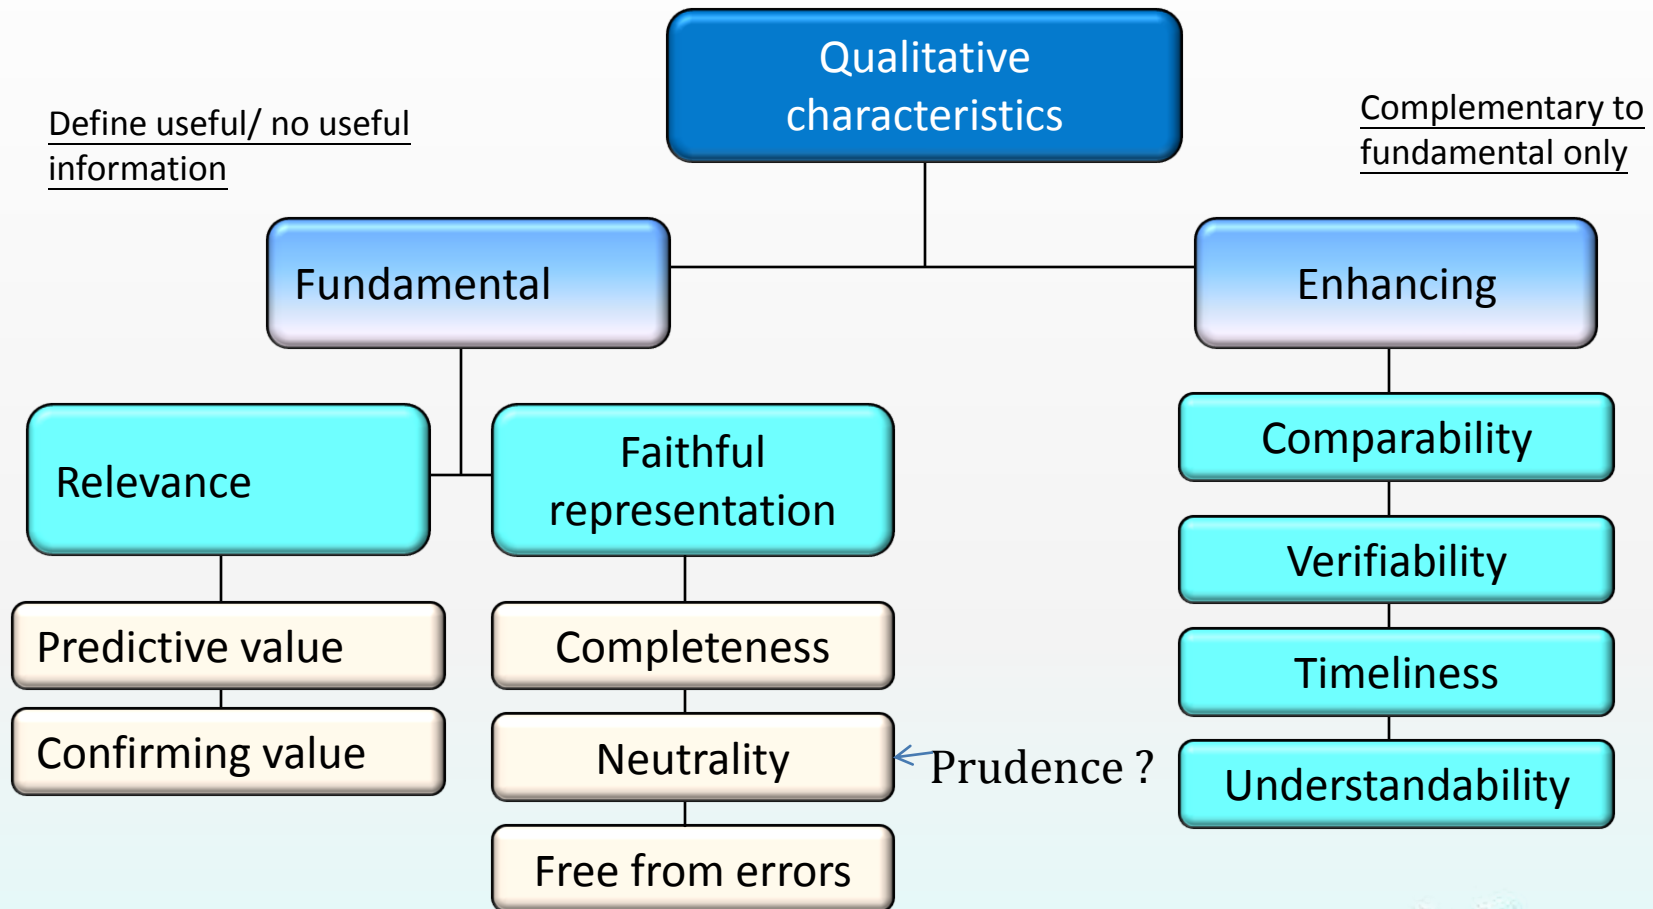 Qualitative
characteristics
Define useful/ no useful
information
Complementary to
fundamental only
Fundamental
Enhancing
Relevance
Faithful
representation
Predictive value
Confirming value
Completeness
Neutrality
Prudence ?
Free from errors
Comparability
Verifiability
Timeliness
Understandability